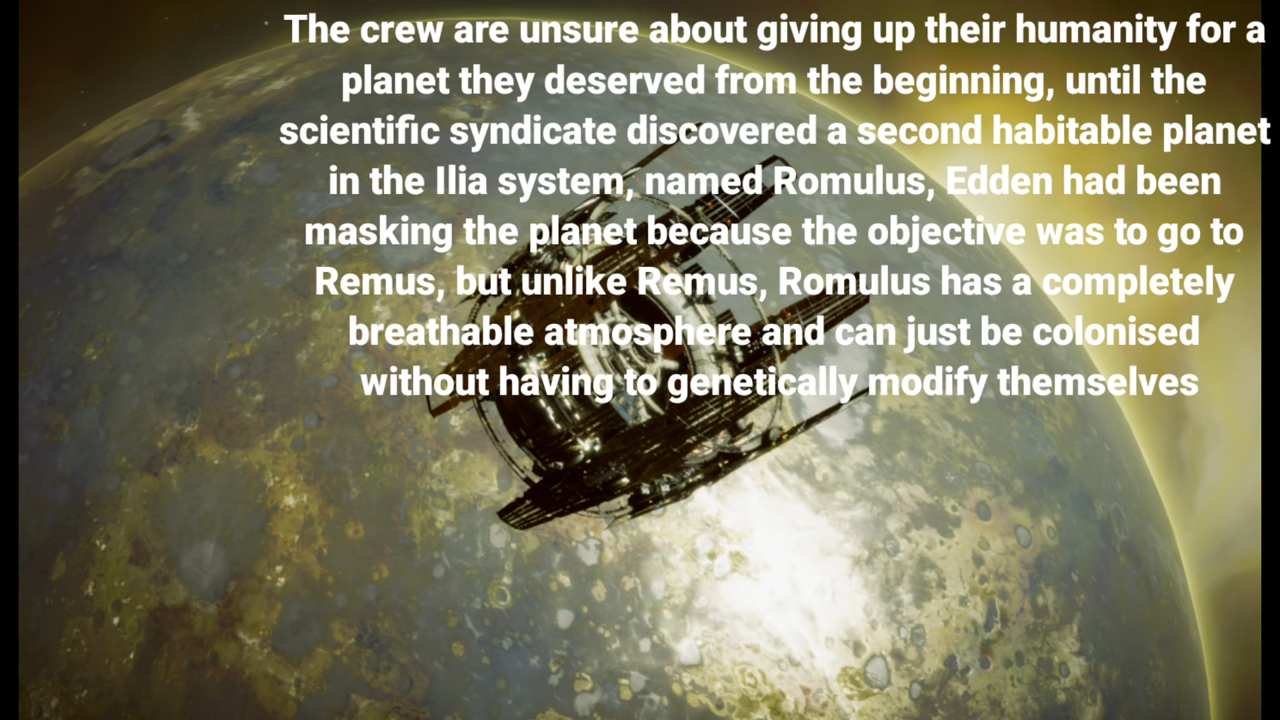 The crew are unsure about giving up their humanity for a
planet they deserved from the beginning, until the
scientific syndicate discovered a second habitable planet
in the Ilia system, named Romulus, Edden had been
masking the planet because the objective was to go to
Remus, but unlike Remus, Romulus has a completely
breathable atmosphere and can just be colonised
without having to genetically modify themselves